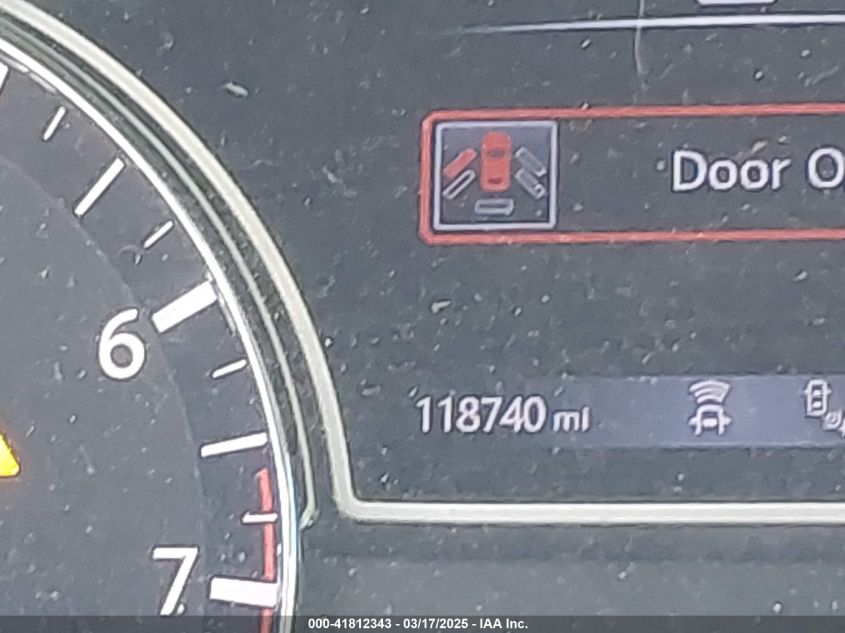 Door O
6
118740 mi
7
000-41812343 - 03/17/2025 - IAA Inc.